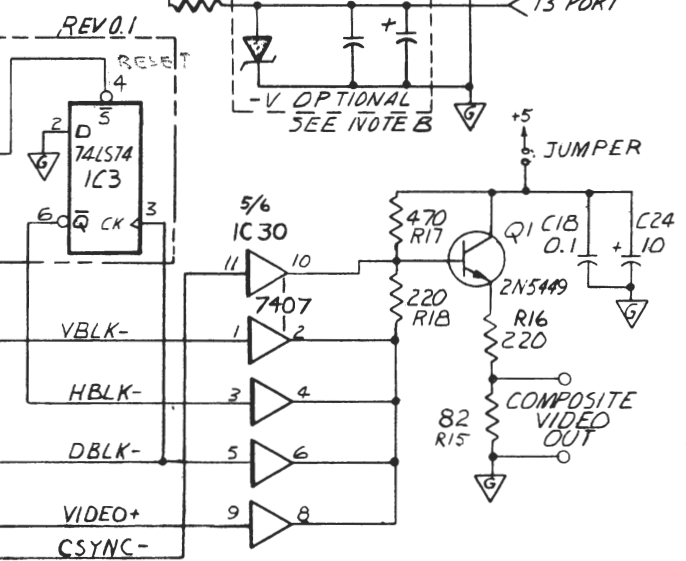 13 PORT
REV 0.1
RESET
4
+
S
-V OPTIONAL
SEE NOTE B
G
2
D
G
74LS74
IC3
6
Q
CK
3
+5
JUMPER
5/6
IC30
11
10
7407
470
R17
Q1
C18
0.1
C24
+
10
2N5449
G
220
R18
R16
220
VBLK-
1
2
HBLK-
3
4
82
R15
COMPOSITE
VIDEO
OUT
DBLK-
5
6
G
VIDEO+
9
8
CSYNC-